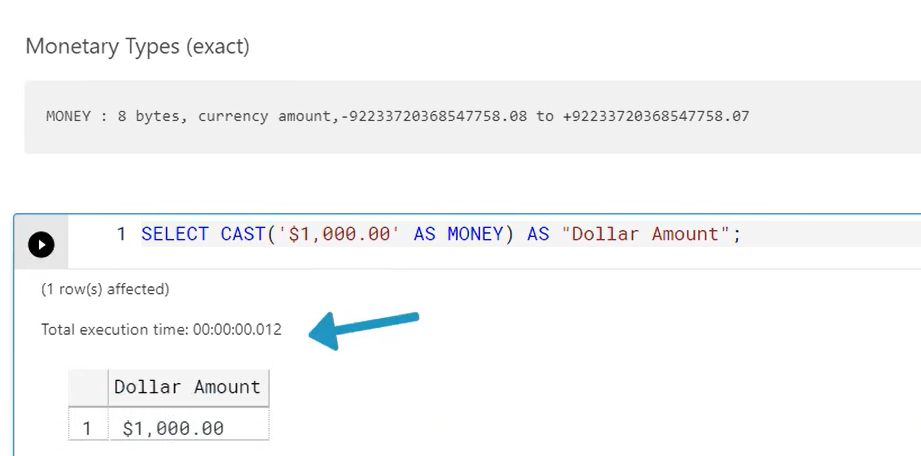 Monetary Types (exact)
MONEY : 8 bytes, currency amount,-92233720368547758.08 to +92233720368547758.07
1 SELECT CAST('$1,000.00' AS MONEY) AS "Dollar Amount";
(1 row(s) affected)
Total execution time: 00:00:00.012
Dollar Amount
1 $1,000.00